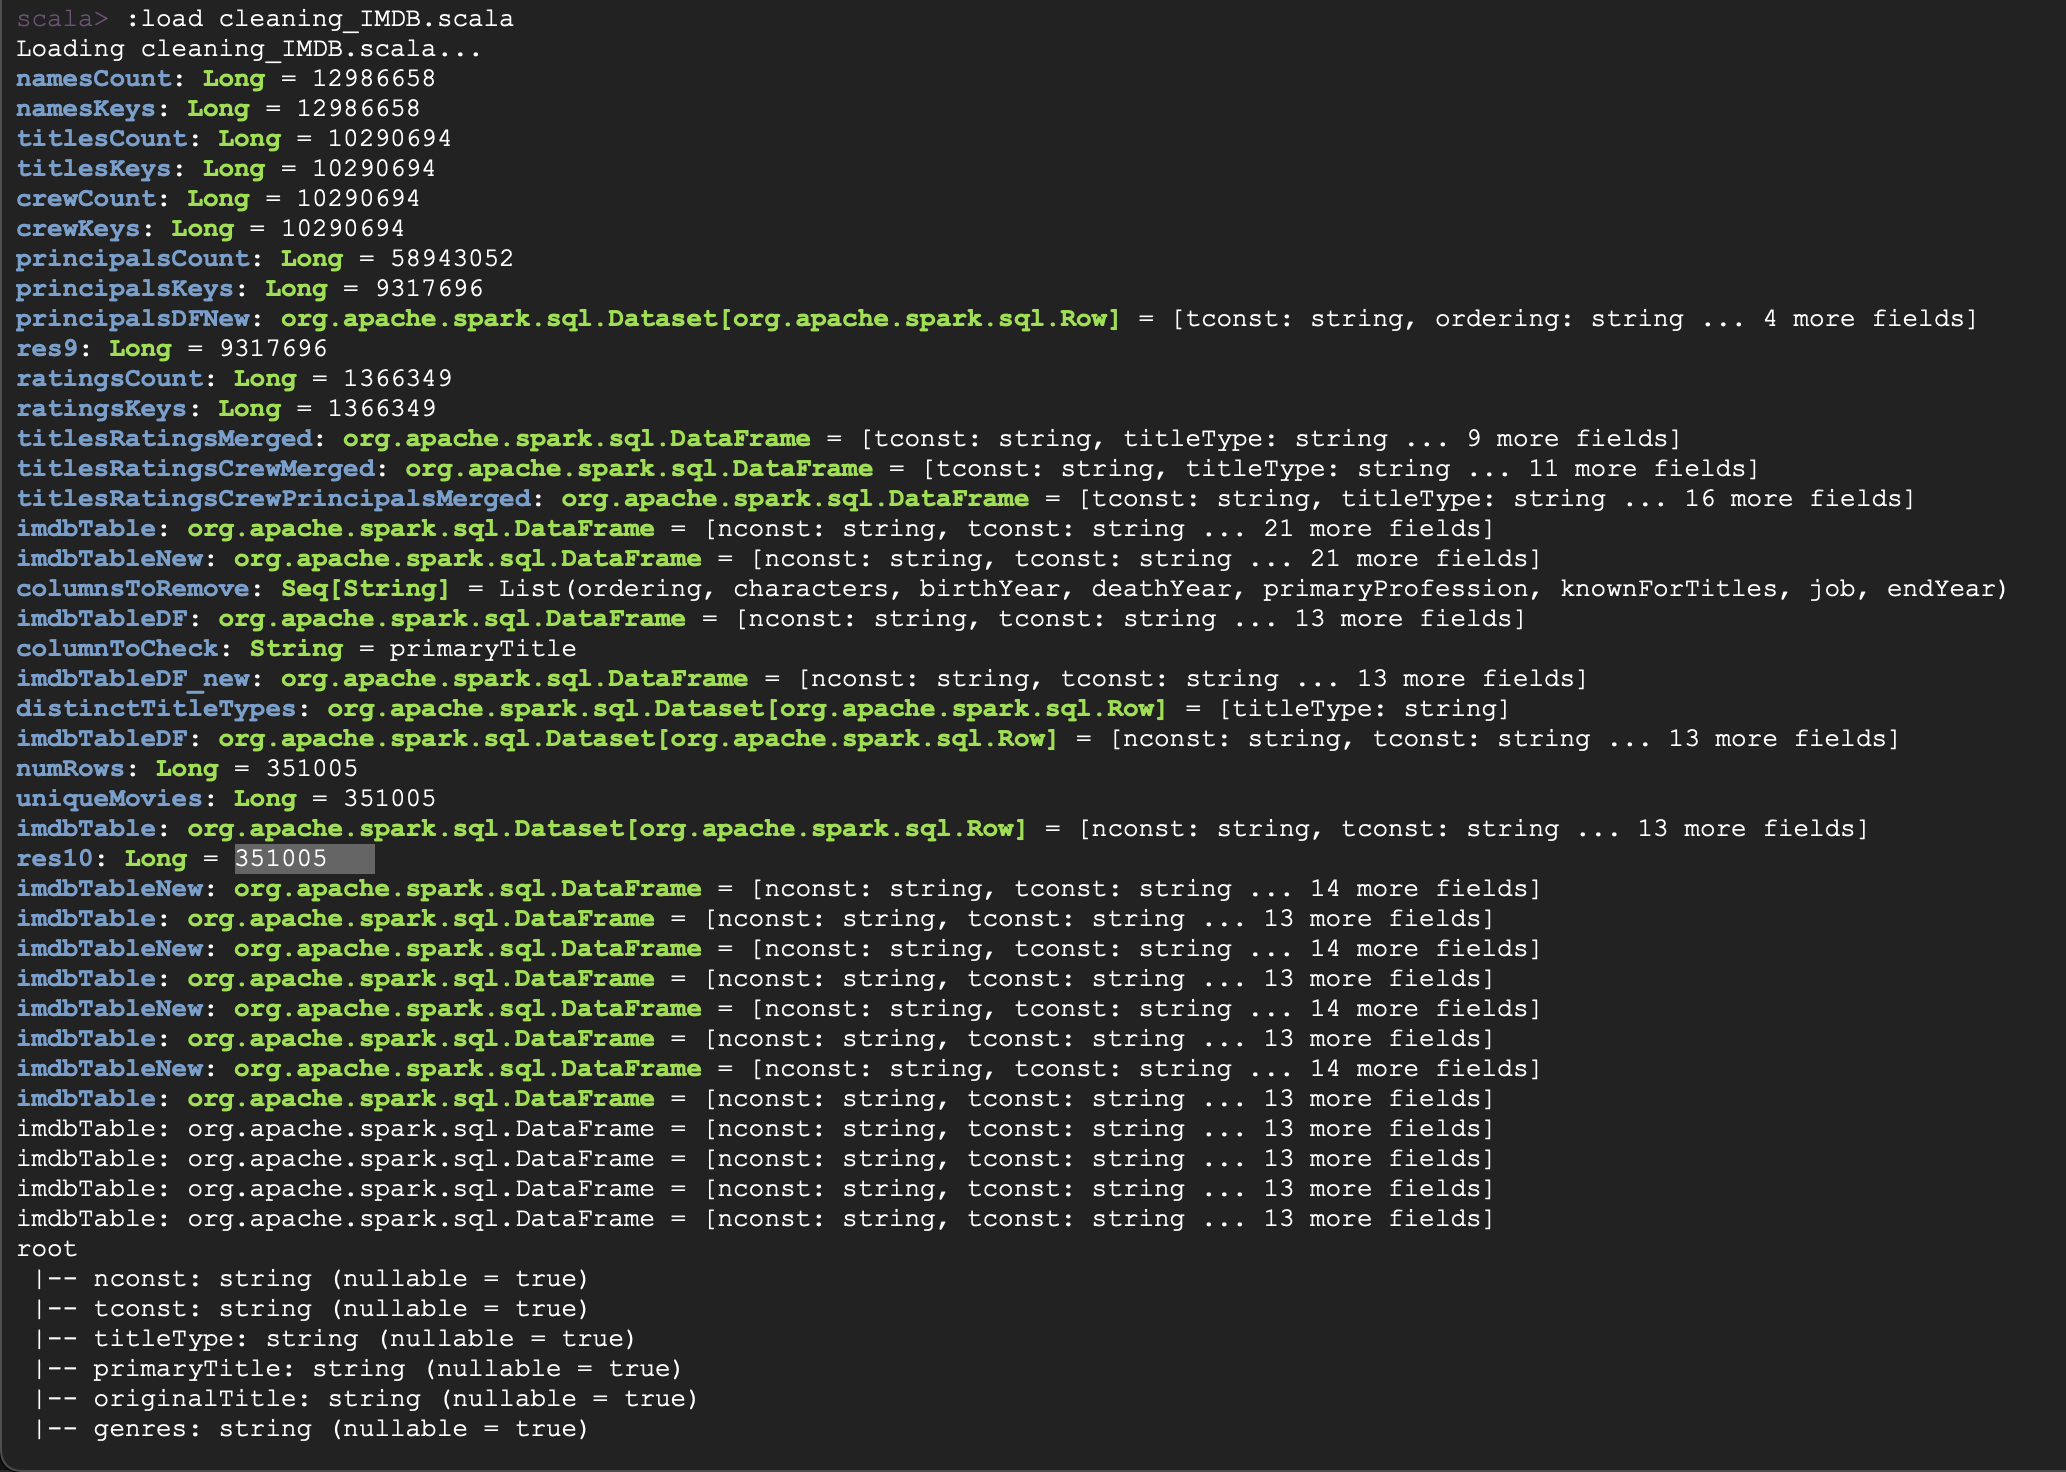 scala> :load cleaning_IMDB.scala
Loading cleaning_IMDB.scala...
namesCount: Long = 12986658
namesKeys: Long = 12986658
titlesCount: Long = 10290694
titlesKeys: Long = 10290694
crewCount: Long = 10290694
crewKeys: Long = 10290694
principalsCount: Long = 58943052
principalsKeys: Long = 9317696
principalsDFNew: org.apache.spark.sql.Dataset[org.apache.spark.sql.Row] = [tconst: string, ordering: string ... 4 more fields]
res9: Long = 9317696
ratingsCount: Long = 1366349
ratingsKeys: Long = 1366349
titlesRatingsMerged: org.apache.spark.sql.DataFrame = [tconst: string, titleType: string ... 9 more fields]
titlesRatingsCrewMerged: org.apache.spark.sql.DataFrame = [tconst: string, titleType: string ... 11 more fields]
titlesRatingsCrewPrincipalsMerged: org.apache.spark.sql.DataFrame = [tconst: string, titleType: string ... 16 more fields]
imdbTable: org.apache.spark.sql.DataFrame = [nconst: string, tconst: string ... 21 more fields]
imdbTableNew: org.apache.spark.sql.DataFrame = [nconst: string, tconst: string ... 21 more fields]
columnsToRemove: Seq[String] = List(ordering, characters, birthYear, deathYear, primaryProfession, knownForTitles, job, endYear)
imdbTableDF: org.apache.spark.sql.DataFrame = [nconst: string, tconst: string ... 13 more fields]
columnToCheck: String = primaryTitle
imdbTableDF_new: org.apache.spark.sql.DataFrame = [nconst: string, tconst: string ... 13 more fields]
distinctTitleTypes: org.apache.spark.sql.Dataset[org.apache.spark.sql.Row] = [titleType: string]
imdbTableDF: org.apache.spark.sql.Dataset[org.apache.spark.sql.Row] = [nconst: string, tconst: string ... 13 more fields]
numRows: Long = 351005
uniqueMovies: Long = 351005
imdbTable: org.apache.spark.sql.Dataset[org.apache.spark.sql.Row] = [nconst: string, tconst: string ... 13 more fields]
res10: Long = 351005
imdbTableNew: org.apache.spark.sql.DataFrame = [nconst: string, tconst: string ... 14 more fields]
imdbTable: org.apache.spark.sql.DataFrame = [nconst: string, tconst: string ... 13 more fields]
imdbTableNew: org.apache.spark.sql.DataFrame = [nconst: string, tconst: string ... 14 more fields]
imdbTable: org.apache.spark.sql.DataFrame = [nconst: string, tconst: string ... 13 more fields]
imdbTableNew: org.apache.spark.sql.DataFrame = [nconst: string, tconst: string ... 14 more fields]
imdbTable: org.apache.spark.sql.DataFrame = [nconst: string, tconst: string ... 13 more fields]
imdbTableNew: org.apache.spark.sql.DataFrame = [nconst: string, tconst: string ... 14 more fields]
imdbTable: org.apache.spark.sql.DataFrame = [nconst: string, tconst: string ... 13 more fields]
imdbTable: org.apache.spark.sql.DataFrame = [nconst: string, tconst: string ... 13 more fields]
imdbTable: org.apache.spark.sql.DataFrame = [nconst: string, tconst: string ... 13 more fields]
imdbTable: org.apache.spark.sql.DataFrame = [nconst: string, tconst: string ... 13 more fields]
imdbTable: org.apache.spark.sql.DataFrame = [nconst: string, tconst: string ... 13 more fields]
root
 |-- nconst: string (nullable = true)
 |-- tconst: string (nullable = true)
 |-- titleType: string (nullable = true)
 |-- primaryTitle: string (nullable = true)
 |-- originalTitle: string (nullable = true)
 |-- genres: string (nullable = true)